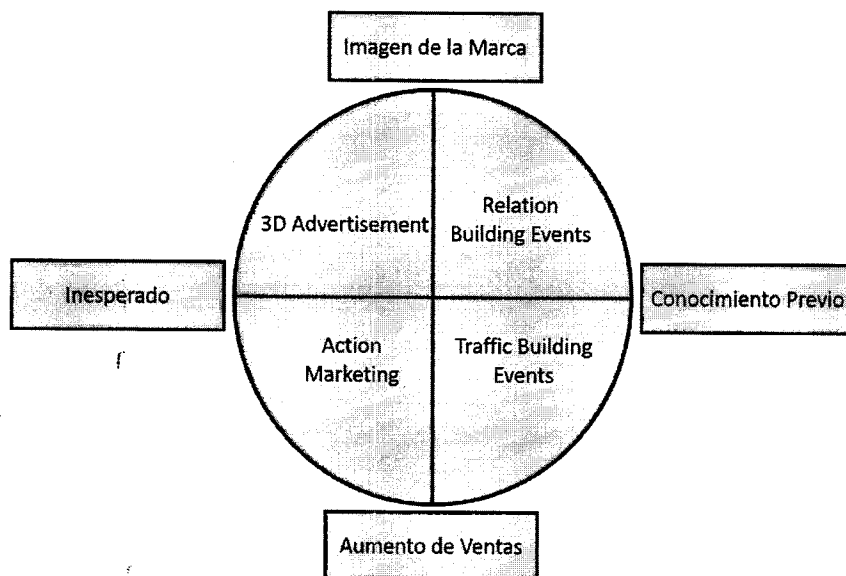 Imagen de la Marca
3D Advertisement
Relation
Building Events
Inesperado
Conocimiento Previo
Action
Marketing
Traffic Building
Events
Aumento de Ventas